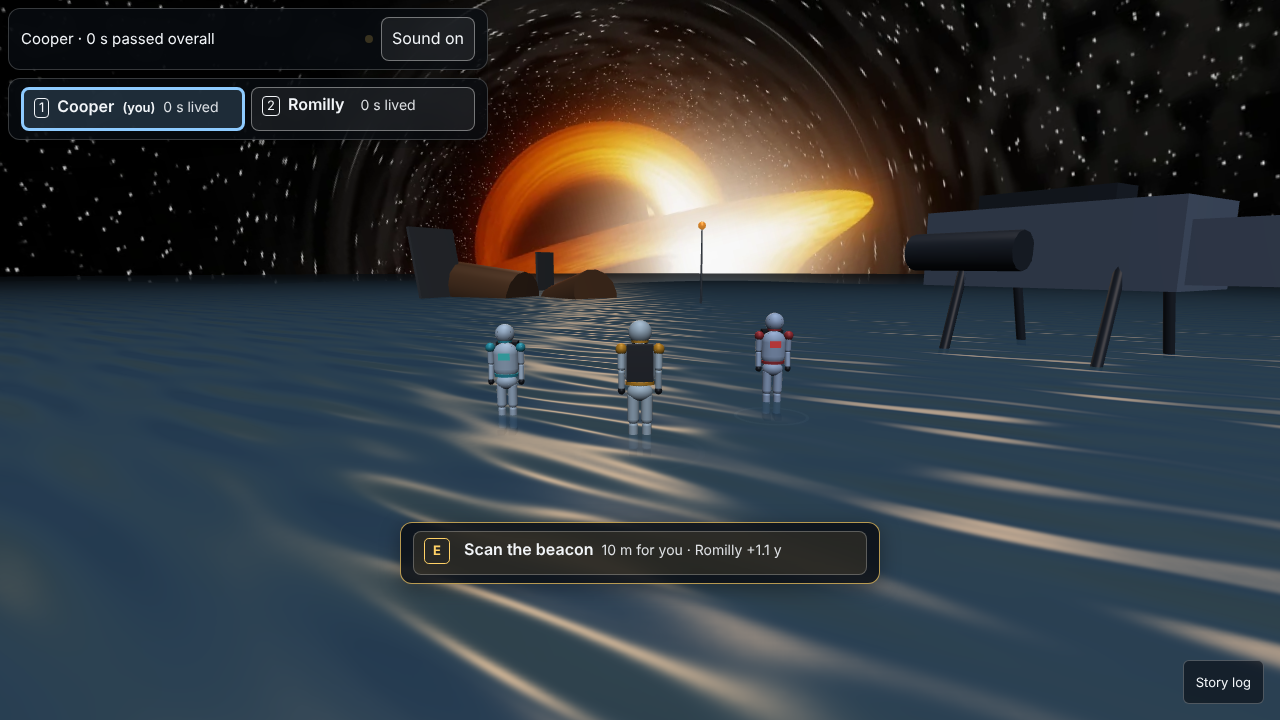 Cooper · 0 s passed overall
Sound on
1 Cooper (you) 0 s lived
2 Romilly 0 s lived
E Scan the beacon 10 m for you · Romilly +1.1 y
Story log